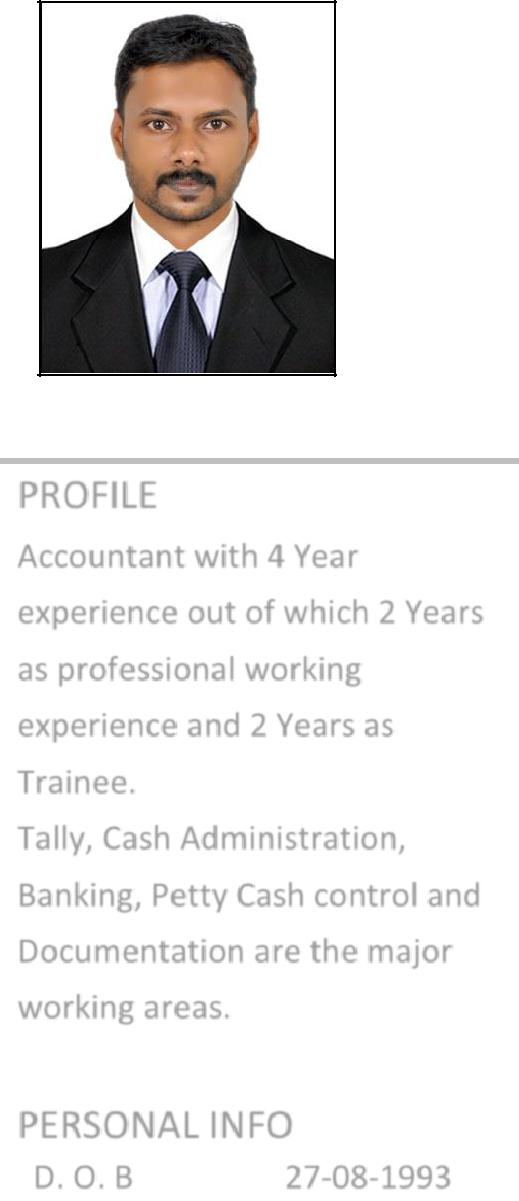 PROFILE
Accountant with 4 Year
experience out of which 2 Years
as professional working
experience and 2 Years as
Trainee.
Tally, Cash Administration,
Banking, Petty Cash control and
Documentation are the major
working areas.
PERSONAL INFO
D. O. B 27-08-1993